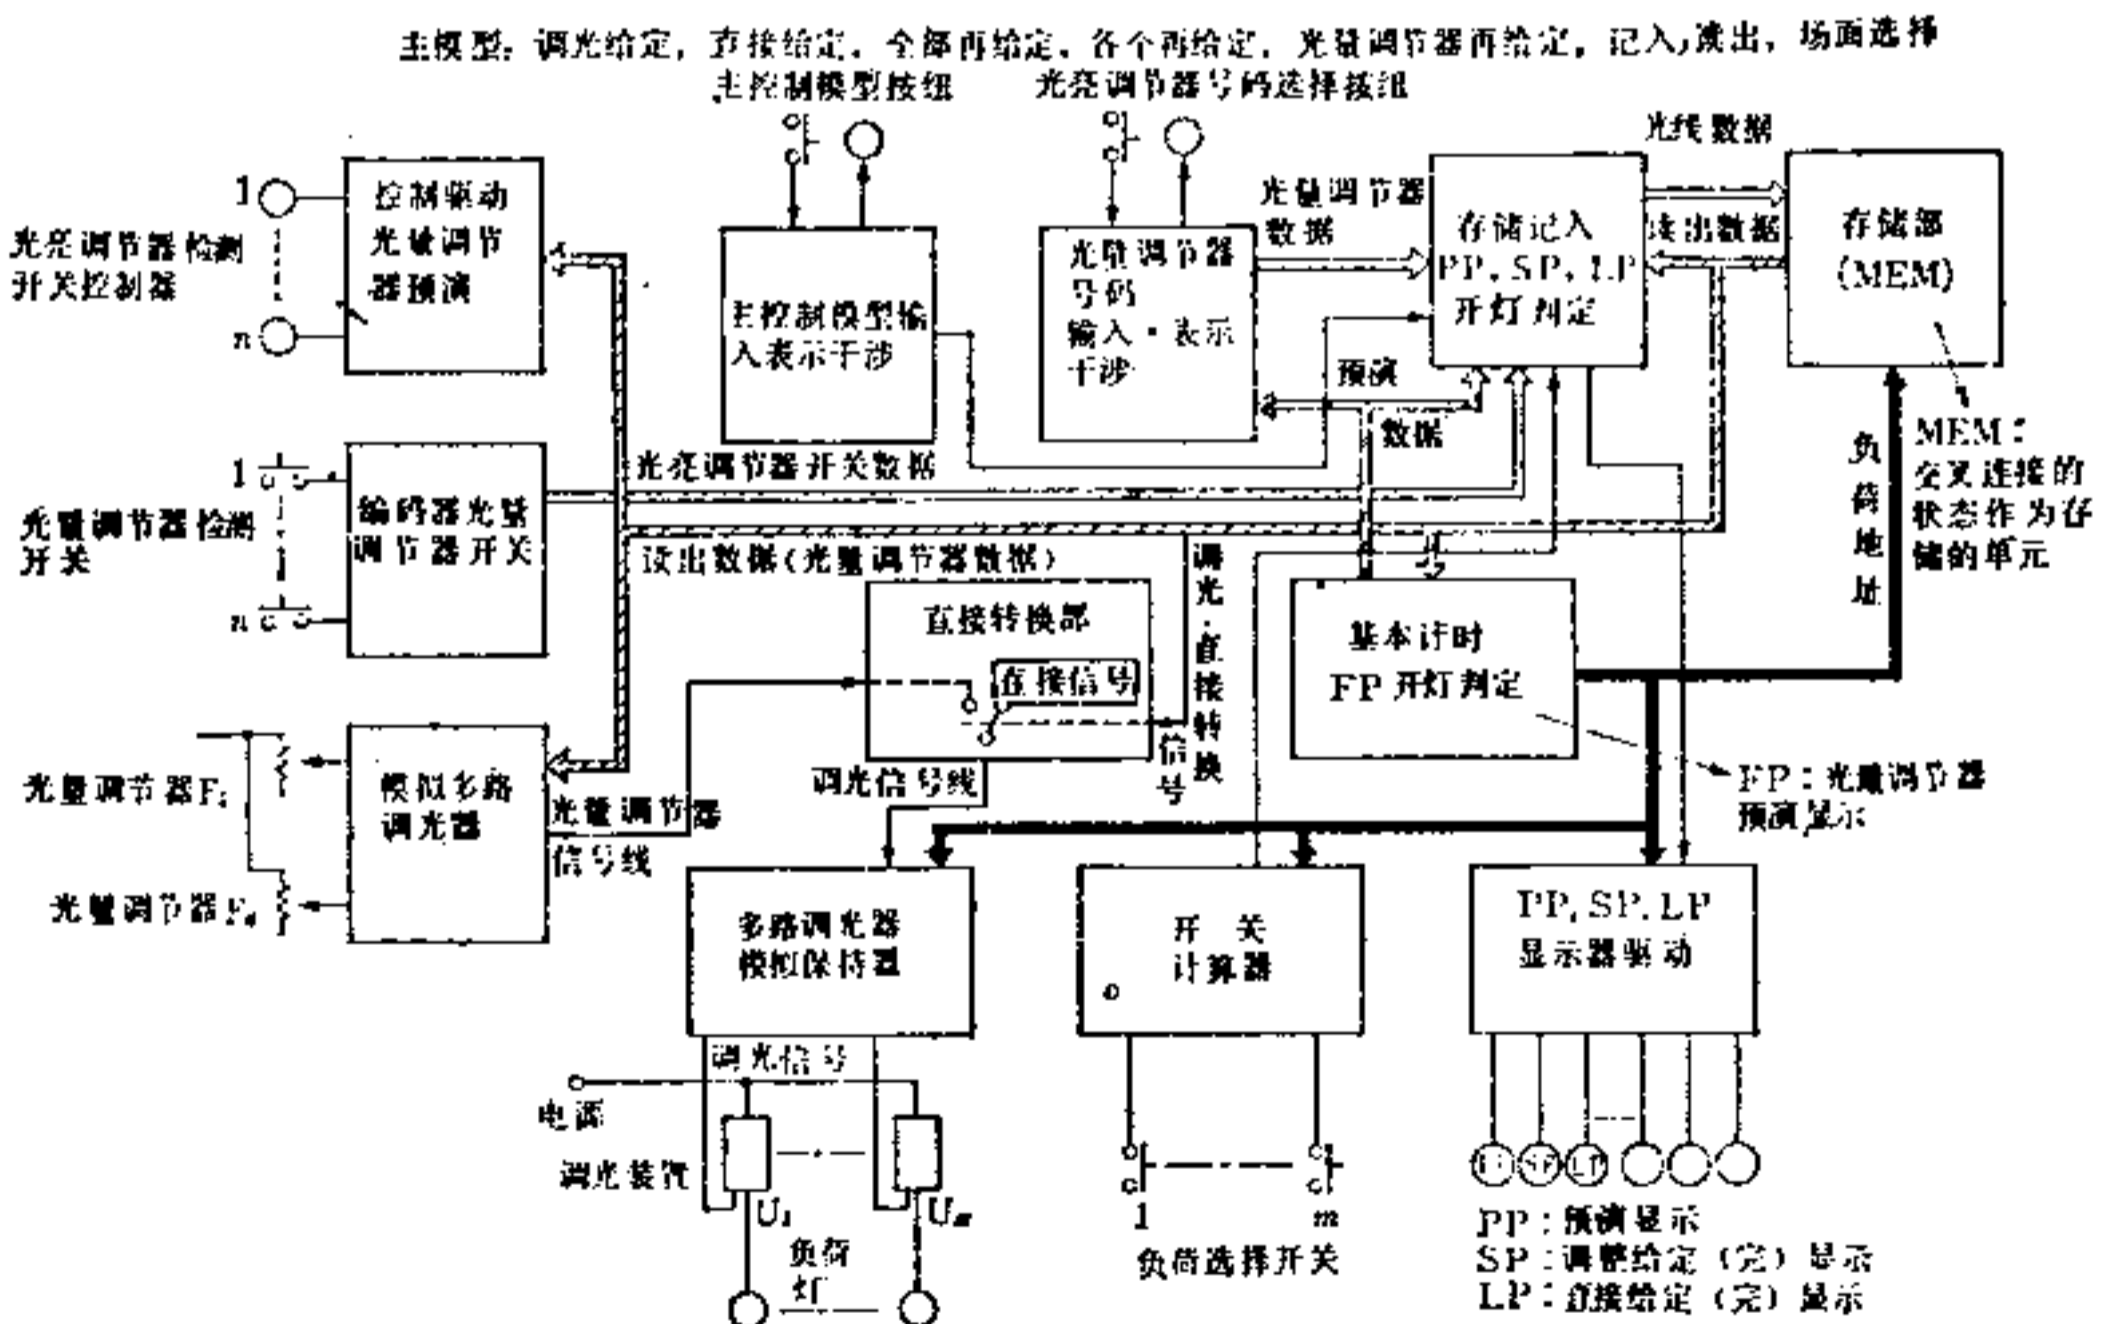 主模型：调光给定，直接给定，全部再给定，各个再给定，光量调节器再给定，记入，读出，场面选择
主控制模型按纽
光亮调节器号码选择按纽
光线数据
1
n
光亮调节器检测
开关控制器
控制驱动
光量调节
器预演
主控制模型输
入表示干涉
光量调节器
号码
输入·表示
干涉
光量调节器
数据
存储记入
PP，SP，LP
开灯判定
读出数据
存储部
(MEM)
预演
数据
负荷地址
MEM：
交叉连接的
状态作为存
储的单元
1
n
光量调节器检测
开关
编码器光量
调节器开关
光亮调节器开关数据
读出数据(光量调节器数据)
直接转换部
直接信号
调光·直接转换
信号
基本计时
FP开灯判定
FP：光量调节器
预演显示
光量调节器F
光量调节器F
模拟多路
调光器
光量调节器
信号线
调光信号线
多路调光器
模拟保持器
开关
计算器
PP，SP，LP
显示器驱动
调光信号
电源
调光装置
U
U
负荷
灯
1
m
负荷选择开关
SP
LP
PP：预演显示
SP：调整给定（完）显示
LP：直接给定（完）显示